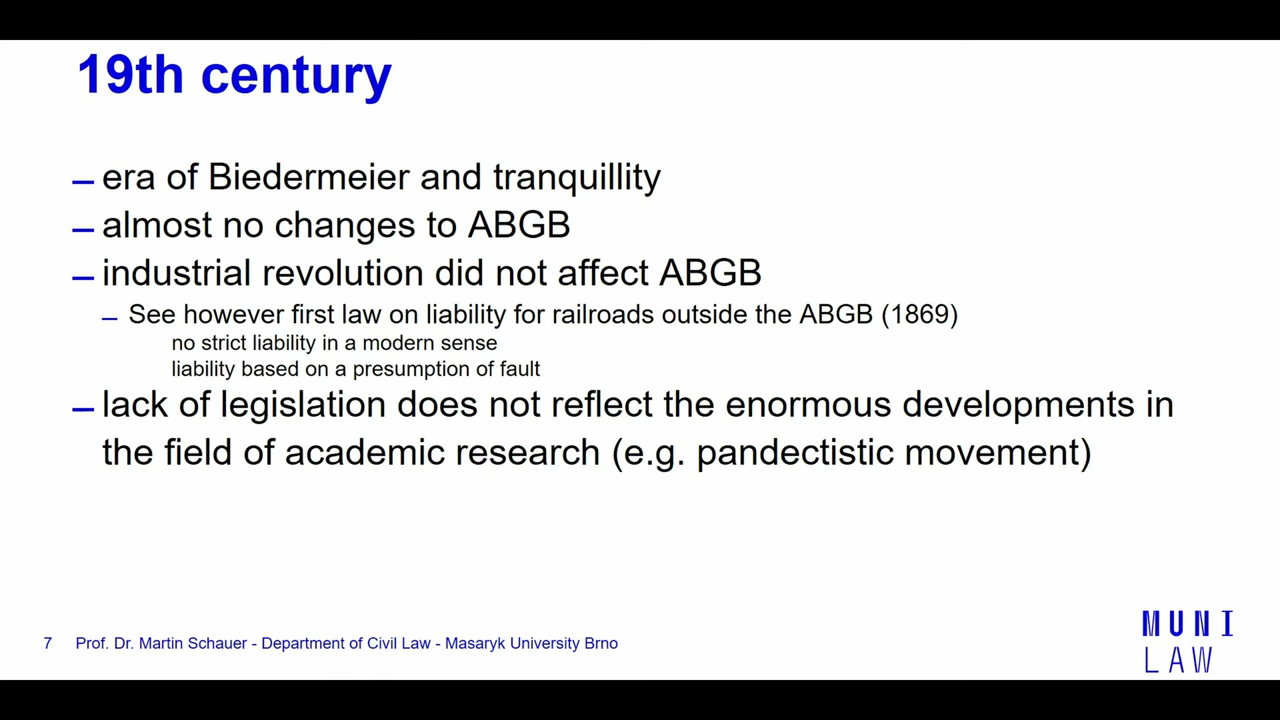 19th century
– era of Biedermeier and tranquillity
– almost no changes to ABGB
– industrial revolution did not affect ABGB
– See however first law on liability for railroads outside the ABGB (1869)
no strict liability in a modern sense
liability based on a presumption of fault
– lack of legislation does not reflect the enormous developments in
the field of academic research (e.g. pandectistic movement)
7 Prof. Dr. Martin Schauer - Department of Civil Law - Masaryk University Brno
MUNI
LAW